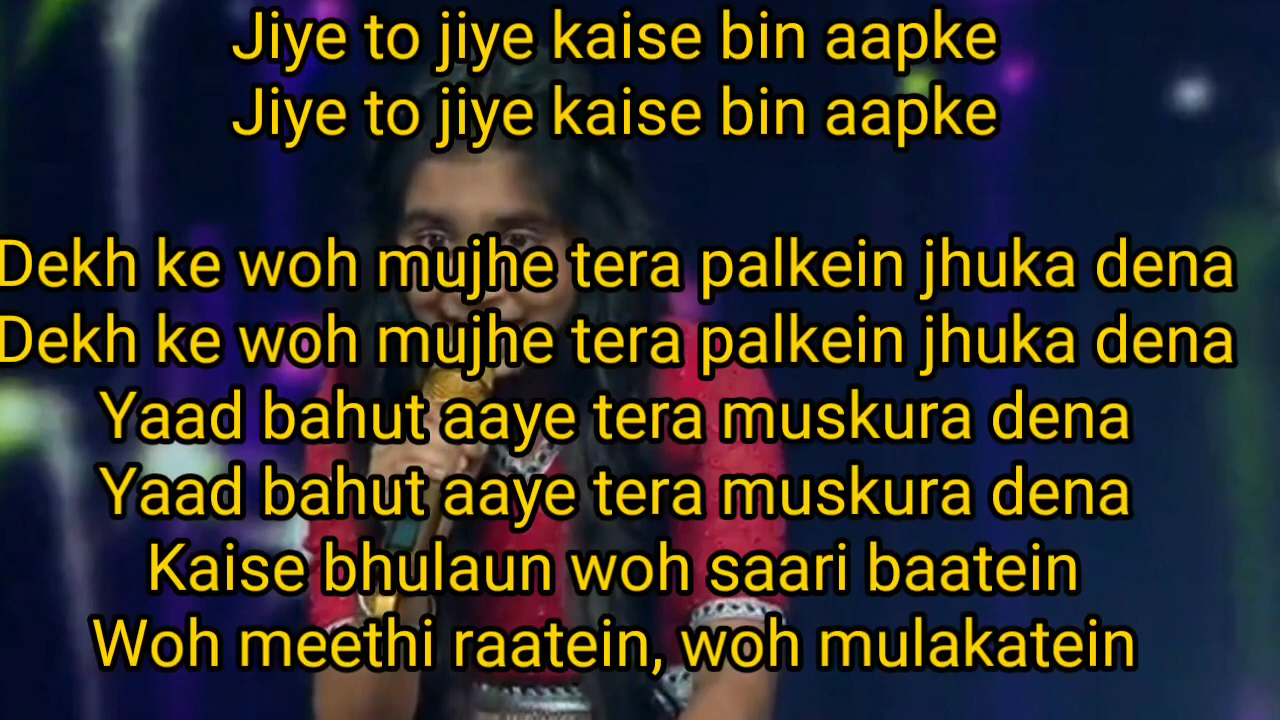 Jiye to jiye kaise bin aapke
Jiye to jiye kaise bin aapke
Dekh ke woh mujhe tera palkein jhuka dena
Dekh ke woh mujhe tera palkein jhuka dena
Yaad bahut aaye tera muskura dena
Yaad bahut aaye tera muskura dena
Kaise bhulaun woh saari baatein
Woh meethi raatein, woh mulakatein